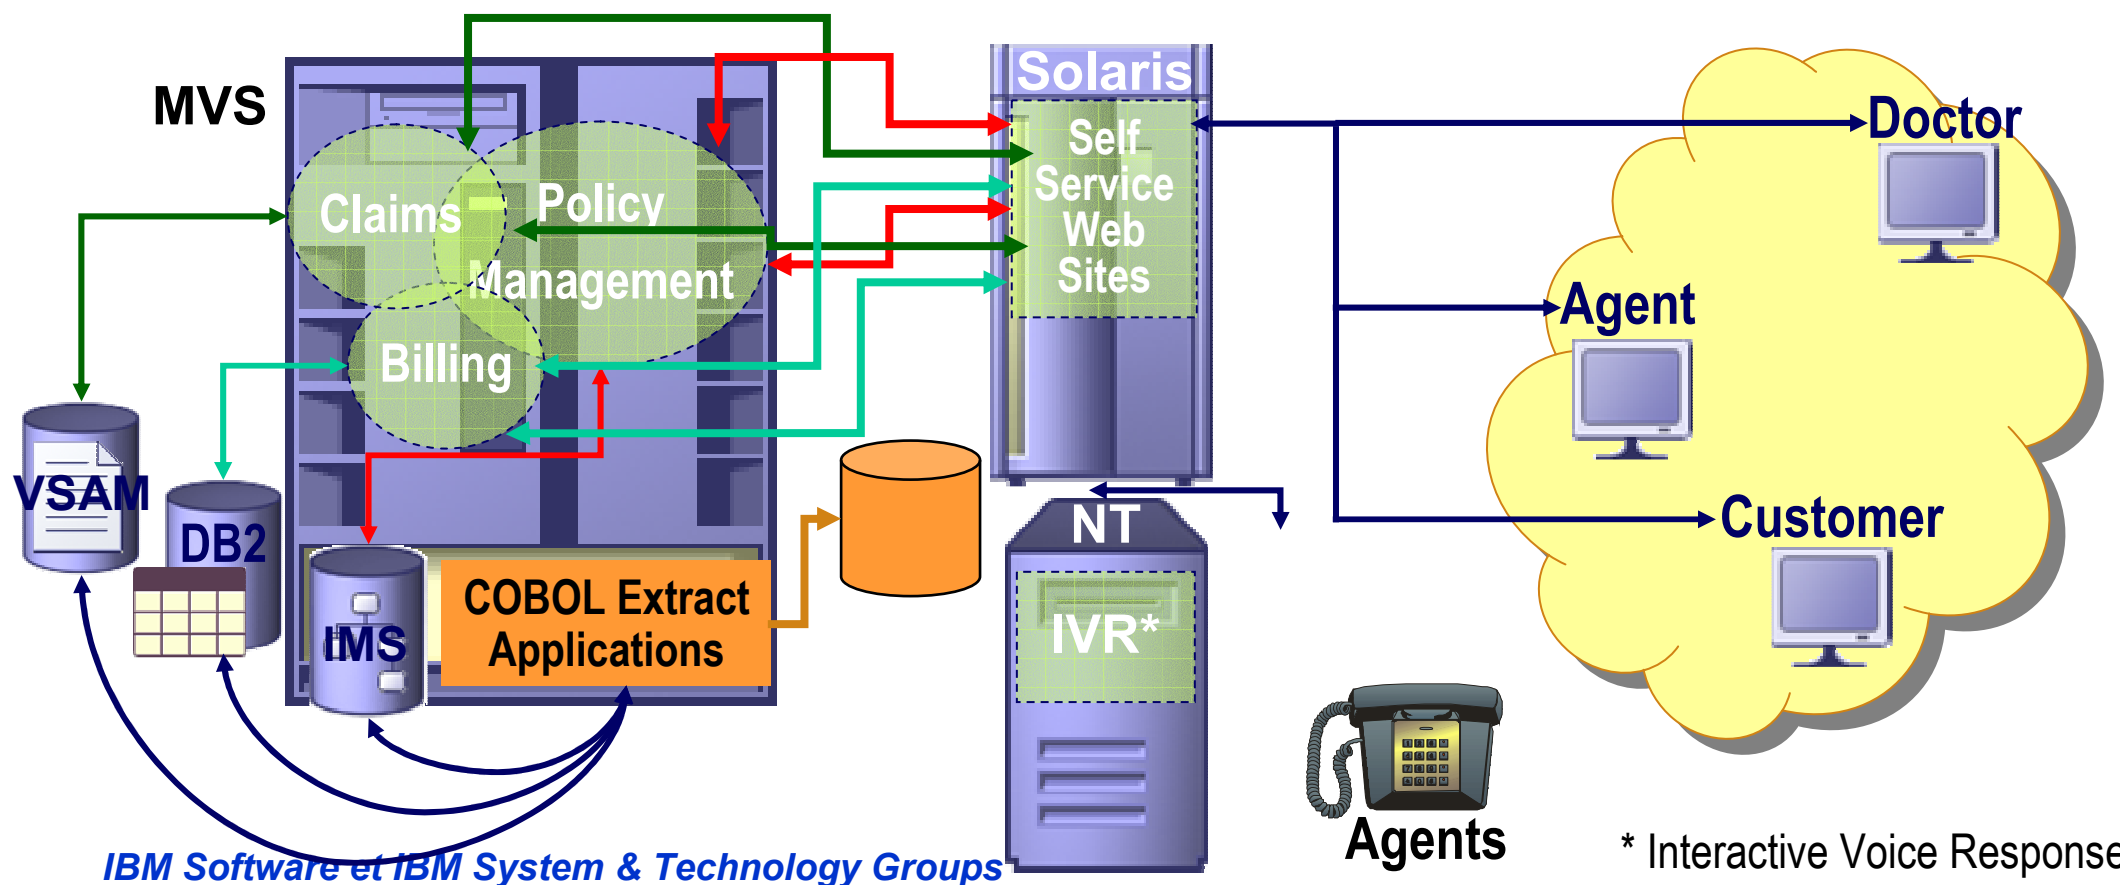 MVS
Solaris
Self
Service
Web
Sites
Doctor
Claims
Policy
Management
Agent
Billing
VSAM
DB2
NT
Customer
COBOL Extract
Applications
IMS
IVR*
Agents
* Interactive Voice Response
IBM Software et IBM System & Technology Groups